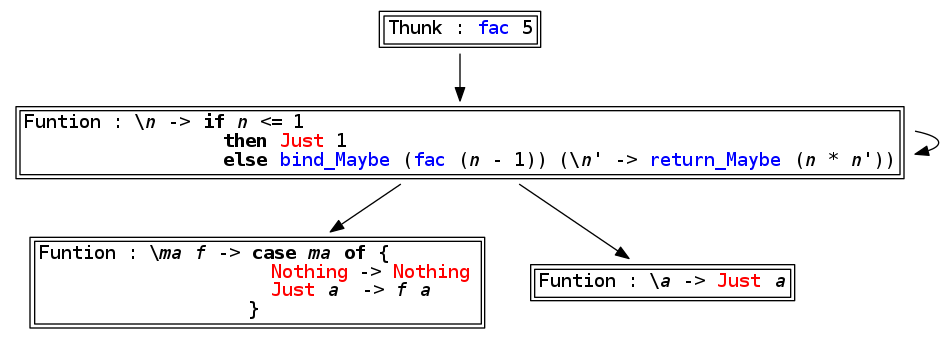 Thunk : fac 5
Funtion : \n -> if n <= 1
then Just 1
else bind_Maybe (fac (n - 1)) (\n' -> return_Maybe (n * n'))
Funtion : \ma f -> case ma of {
Nothing -> Nothing
Just a  -> f a
}
Funtion : \a -> Just a